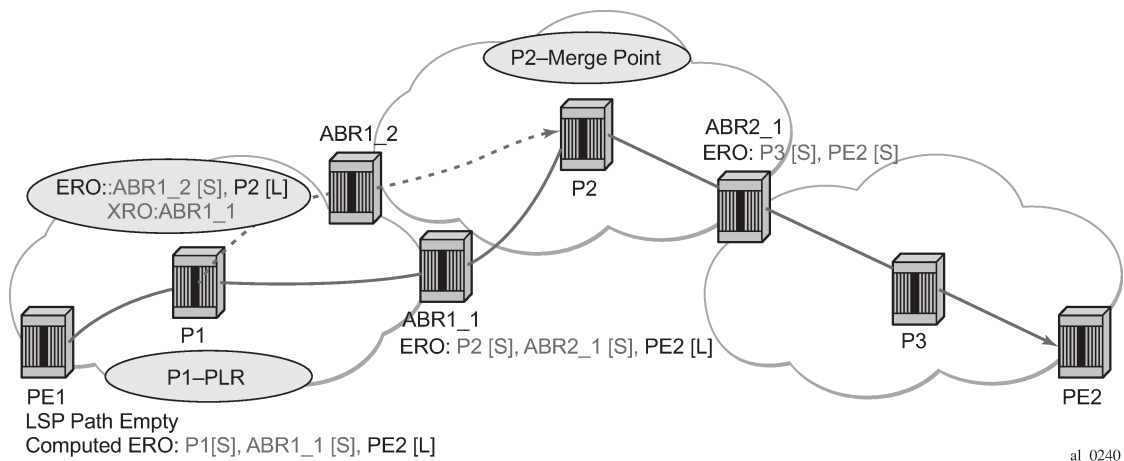 P2–Merge Point
ABR1_2
P2
ABR2_1
ERO: P3 [S], PE2 [S]
ERO::ABR1_2 [S], P2 [L]
XRO:ABR1_1
P1
ABR1_1
ERO: P2 [S], ABR2_1 [S], PE2 [L]
P3
PE2
P1–PLR
PE1
LSP Path Empty
Computed ERO: P1[S], ABR1_1 [S], PE2 [L]
al_0240